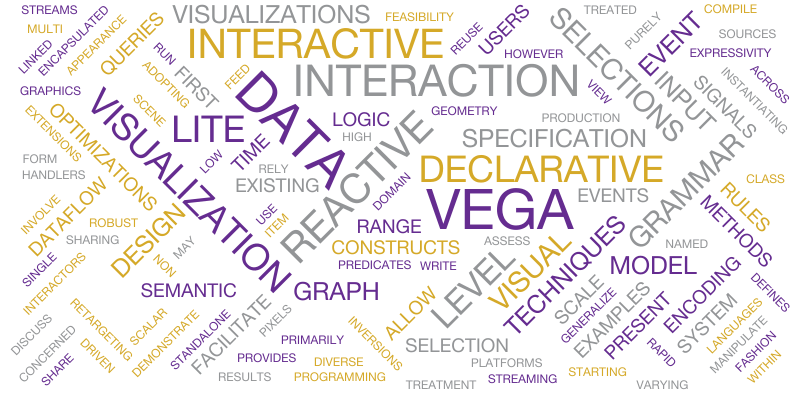 STREAMS
MULTI
LINKED
ENCAPSULATED
APPEARANCE
QUERIES
VISUALIZATIONS
FEASIBILITY
INTERACTIVE
REUSE
USERS
HOWEVER
TREATED
PURELY
COMPILE
SOURCES
EVENT
EXPRESSIVITY
ACROSS
INSTANTIATING
SELECTIONS
INPUT
SIGNALS
VIEW
RUN
FIRST
ADOPTING
FEED
INTERACTION
DATA
GRAPHICS
EXTENSIONS
OPTIMIZATIONS
VISUALIZATION
SCENE
LITE
LOW
TIME
LOGIC
HIGH
GEOMETRY
PRODUCTION
SPECIFICATION
REACTIVE
DECLARATIVE
GRAMMAR
FORM
HANDLERS
RELY
EXISTING
DOMAIN
VEGA
EVENTS
CLASS
RULES
METHODS
INVOLVE
DATAFLOW
ROBUST
SHARING
DESIGN
MAY
NON
USE
ITEM
RANGE
CONSTRUCTS
ASSESS
PREDICATES
WRITE
LEVEL
VISUAL
TECHNIQUES
NAMED
MODEL
SINGLE
INTERACTORS
SEMANTIC
GRAPH
ALLOW
SCALE
GENERALIZE
EXAMPLES
PRESENT
ENCODING
SYSTEM
RAPID
DEFINES
LANGUAGES
MANIPULATE
FASHION
WITHIN
DISCUSS
CONCERNED
SHARE
DRIVEN
RETARGETING
SCALAR
DEMONSTRATE
STANDALONE
FACILITATE
PIXELS
PRIMARILY
PROVIDES
RESULTS
INVERSIONS
DIVERSE
PROGRAMMING
SELECTION
PLATFORMS
TREATMENT
STREAMING
STARTING
VARYING